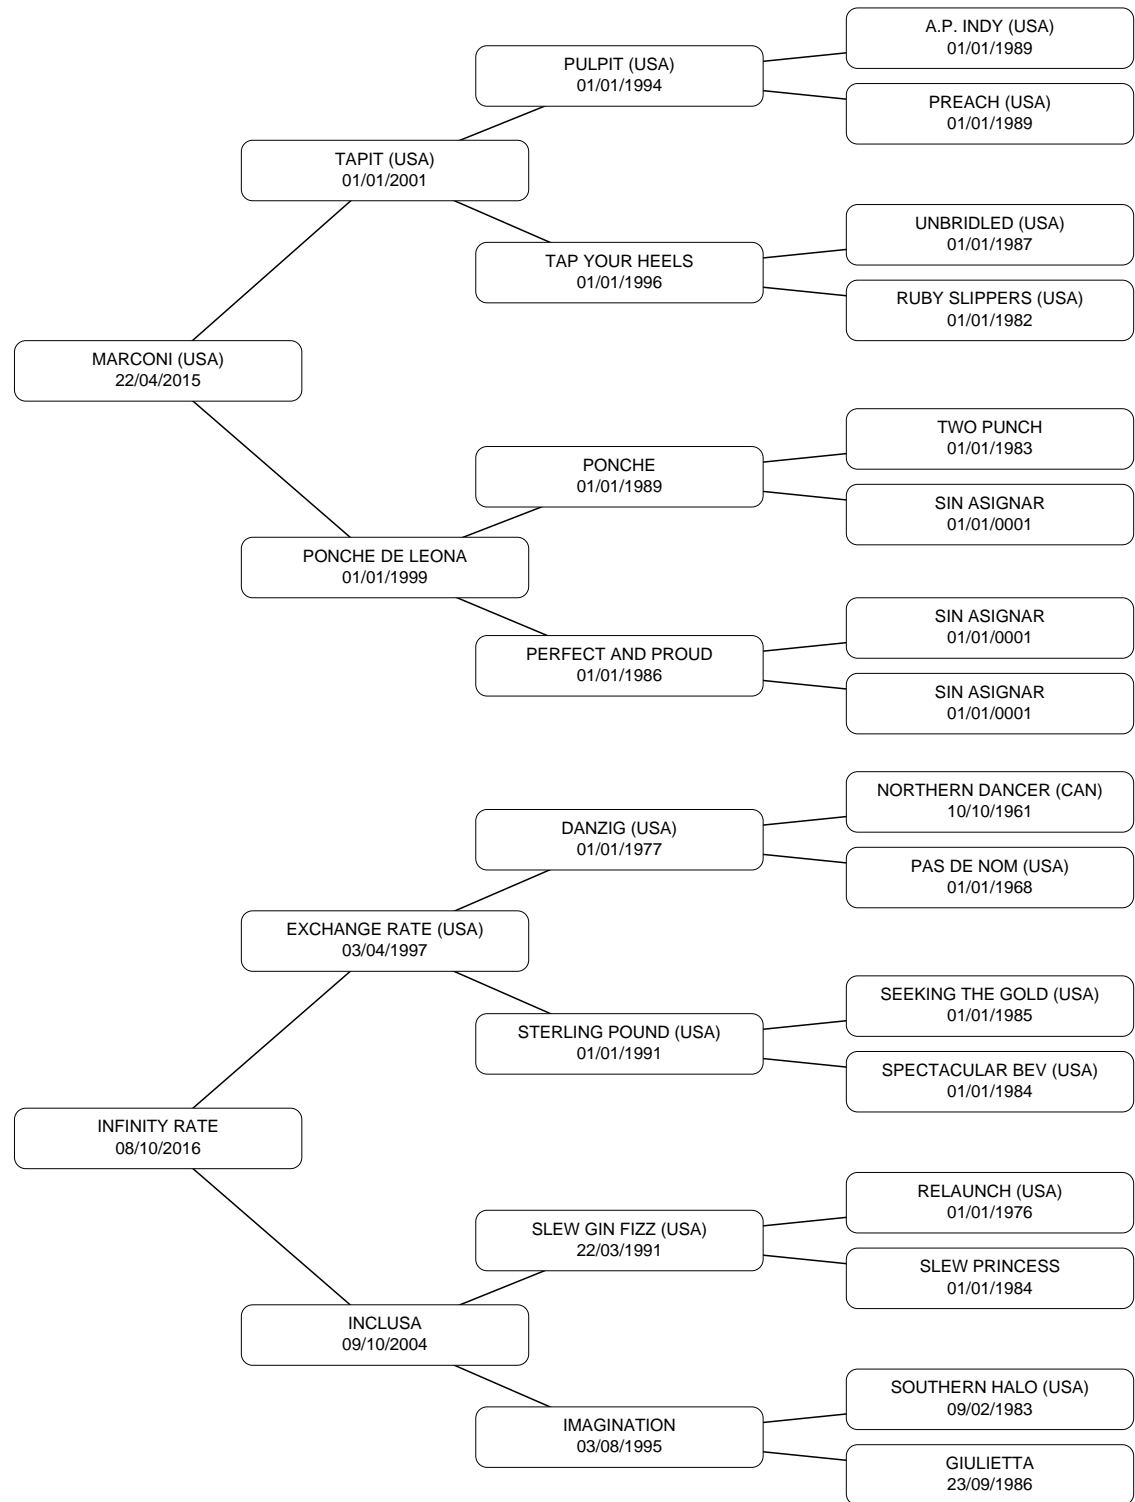 A.P. INDY (USA)
01/01/1989
PULPIT (USA)
01/01/1994
PREACH (USA)
01/01/1989
TAPIT (USA)
01/01/2001
UNBRIDLED (USA)
01/01/1987
TAP YOUR HEELS
01/01/1996
RUBY SLIPPERS (USA)
01/01/1982
MARCONI (USA)
22/04/2015
TWO PUNCH
01/01/1983
PONCHE
01/01/1989
SIN ASIGNAR
01/01/0001
PONCHE DE LEONA
01/01/1999
SIN ASIGNAR
01/01/0001
PERFECT AND PROUD
01/01/1986
SIN ASIGNAR
01/01/0001
NORTHERN DANCER (CAN)
10/10/1961
DANZIG (USA)
01/01/1977
PAS DE NOM (USA)
01/01/1968
EXCHANGE RATE (USA)
03/04/1997
SEEKING THE GOLD (USA)
01/01/1985
STERLING POUND (USA)
01/01/1991
SPECTACULAR BEV (USA)
01/01/1984
INFINITY RATE
08/10/2016
RELAUNCH (USA)
01/01/1976
SLEW GIN FIZZ (USA)
22/03/1991
SLEW PRINCESS
01/01/1984
INCLUSA
09/10/2004
SOUTHERN HALO (USA)
09/02/1983
IMAGINATION
03/08/1995
GIULIETTA
23/09/1986